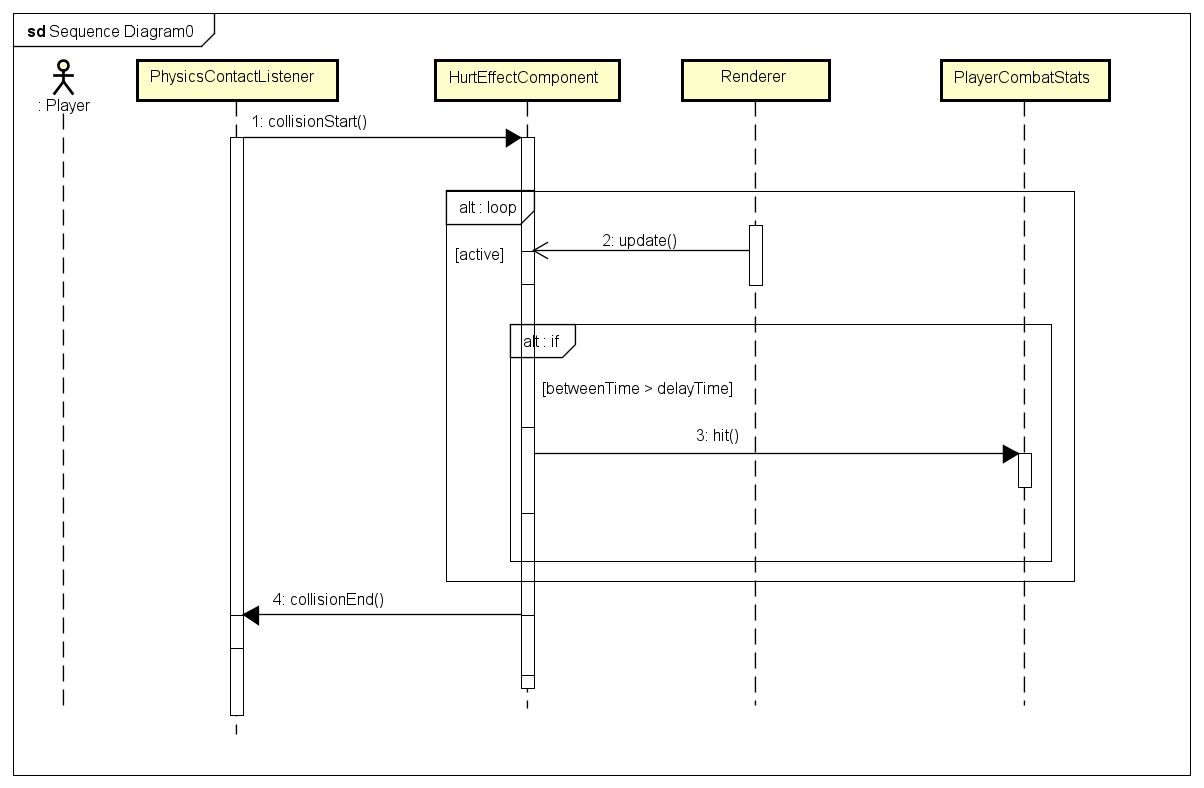 sd Sequence Diagram0
: Player
PhysicsContactListener
HurtEffectComponent
Renderer
PlayerCombatStats
1: collisionStart()
alt : loop
2: update()
[active]
alt : if
[betweenTime > delayTime]
3: hit()
4: collisionEnd()